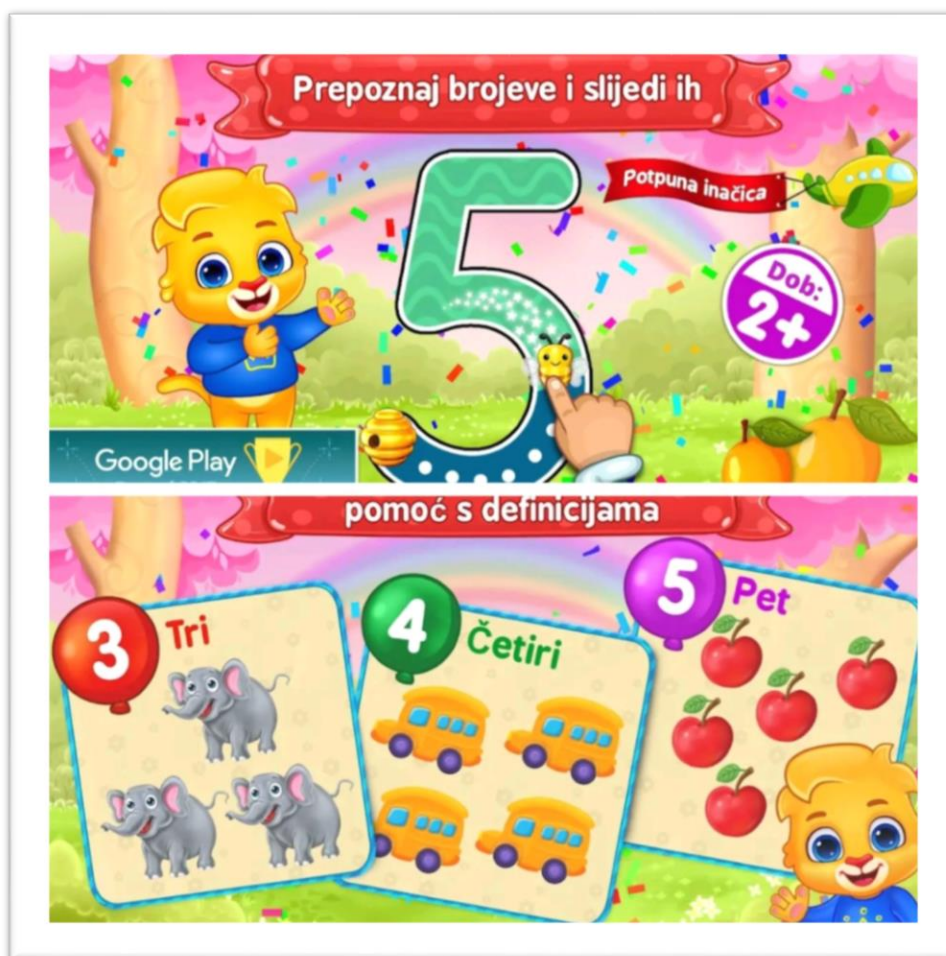 Prepoznaj brojeve i slijedi ih
5
Potpuna inačica
Dob:
2+
Google Play
pomoć s definicijama
3 Tri
4 Četiri
5 Pet